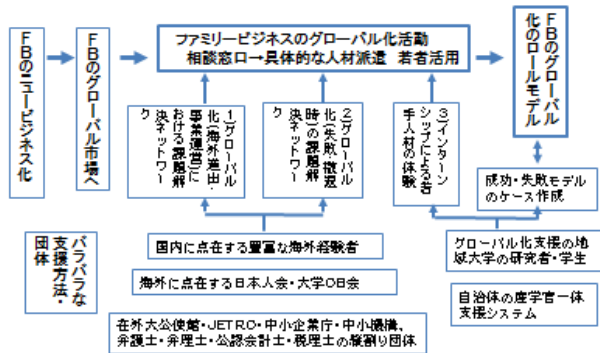 FBのニュービジネス化
FBのグローバル市場へ
ファミリービジネスのグローバル化活動
相談窓口→具体的な人材派遣 若者活用
FBのグローバル
化のロールモデル
1)グローバル
化(海外進出・
事業運営)に
おける課題解
決ネットワー
ク
2)グローバル
化(失敗・撤退
時)の課題解
決ネットワー
ク
3)インターン
シップによる若
手人材の体験
成功・失敗モデル
のケース作成
バラバラな
支援方法・
団体
国内に点在する豊富な海外経験者
グローバル化支援の地
域大学の研究者・学生
海外に点在する日本人会・大学OB会
自治体の産学官一体
支援システム
在外大公使館・JETRO・中小企業庁・中小機構、
弁護士・弁理士・公認会計士・税理士の縦割り団体